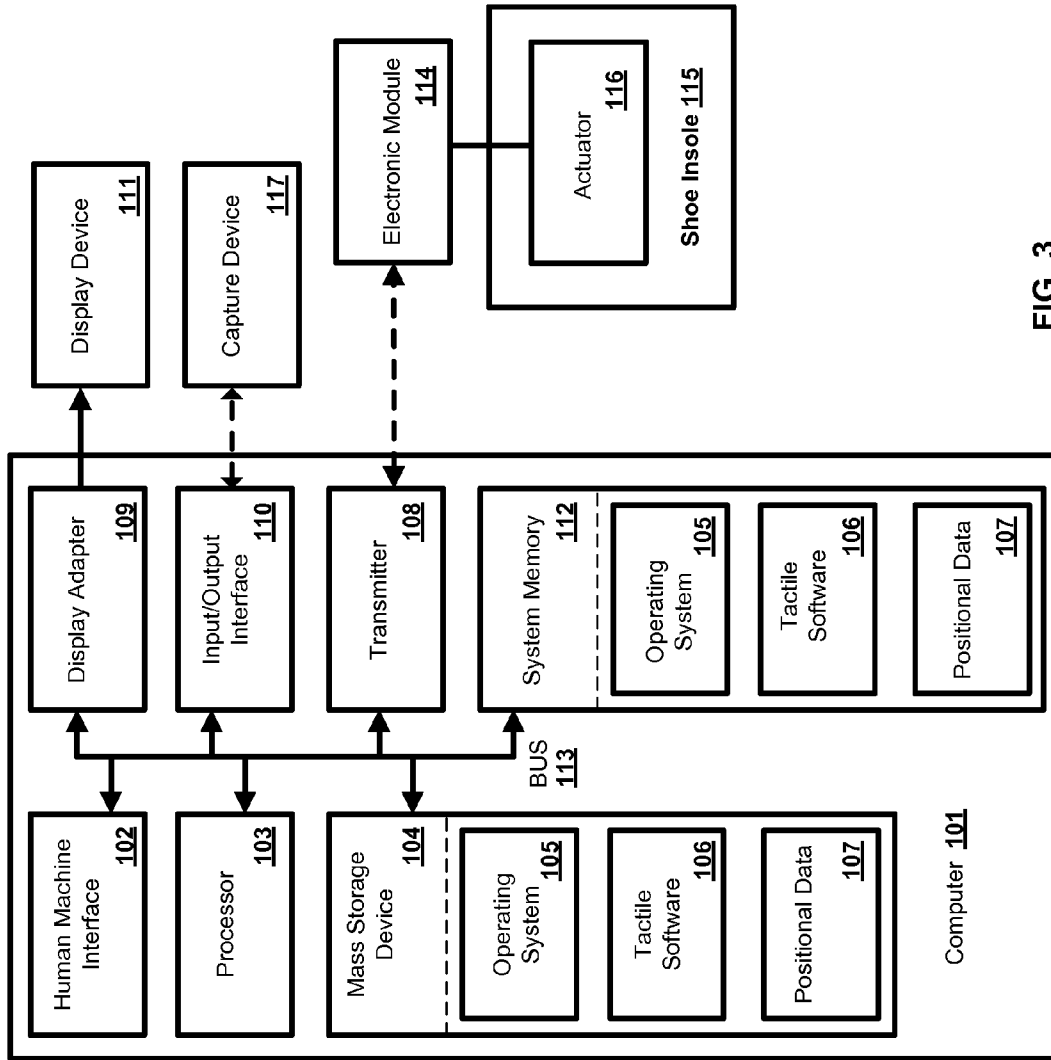 Human Machine
Interface
102
Processor
103
Mass Storage
Device
104
Operating
System
105
Tactile
Software
106
Positional Data
107
Computer 101
BUS
113
Display Adapter
109
Input/Output
Interface
110
Transmitter
108
System Memory
112
Operating
System
105
Tactile
Software
106
Positional Data
107
Display Device
111
Capture Device
117
Electronic Module
114
Actuator
116
Shoe Insole 115
FIG. 3